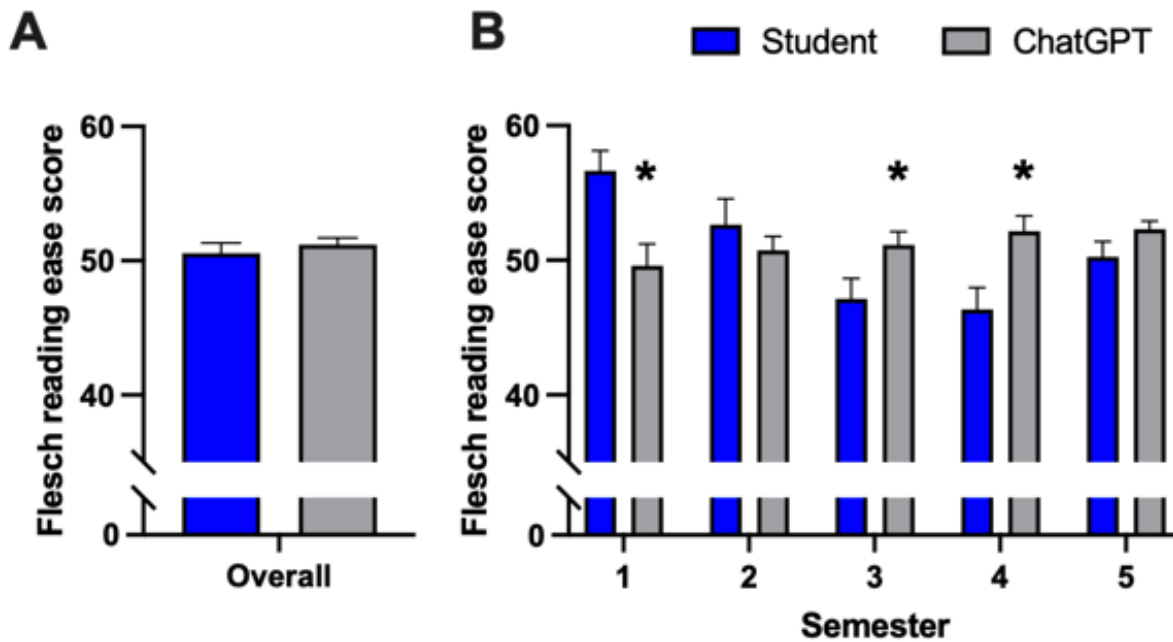 A
Flesch reading ease score
60
50
40
0
Overall
B
Student
ChatGPT
Flesch reading ease score
60
50
40
0
*
*
*
1
2
3
4
5
Semester